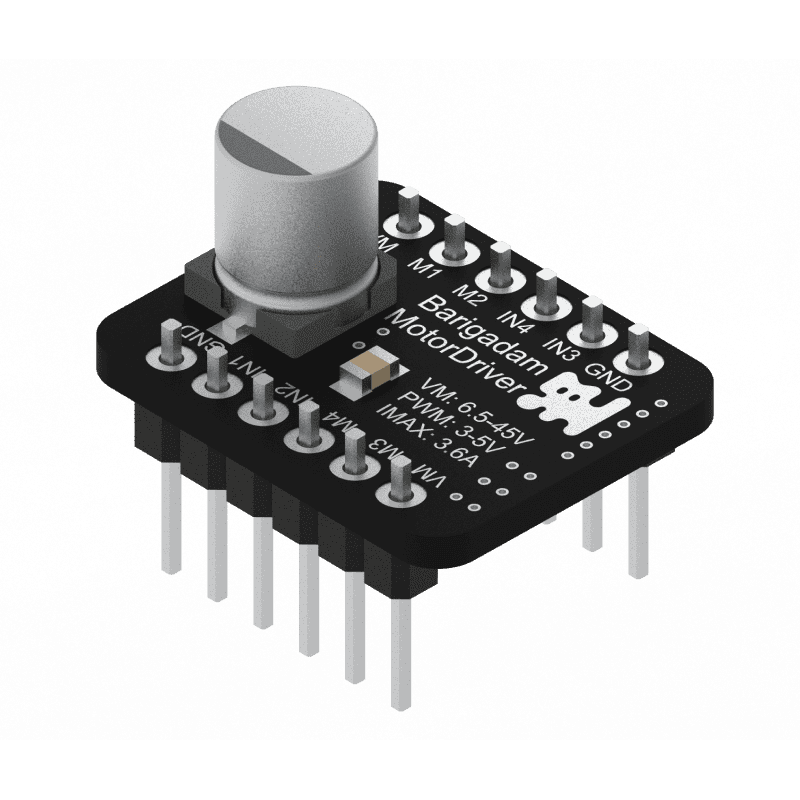 VM
M1
M2
IN4
IN3
GND
Barigadam
MotorDriver
VM: 6.5-45V
PWM: 3-5V
IMAX: 3.6A
GND
IN1
IN2
M4
M3
VM